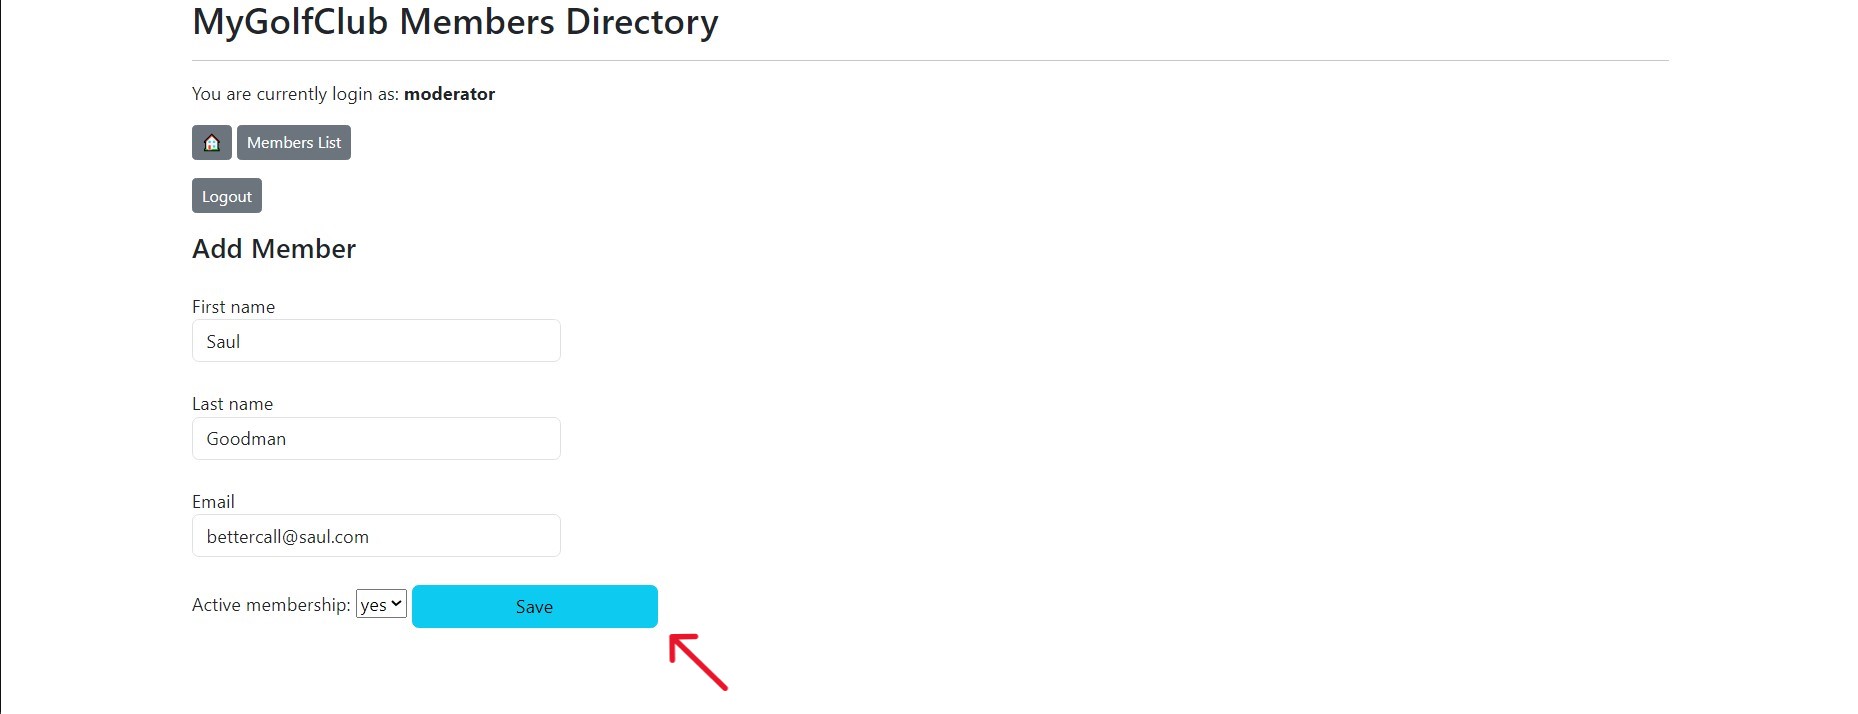 MyGolfClub Members Directory
You are currently login as: moderator
Members List
Logout
Add Member
First name
Saul
Last name
Goodman
Email
bettercall@saul.com
Active membership: yes Save